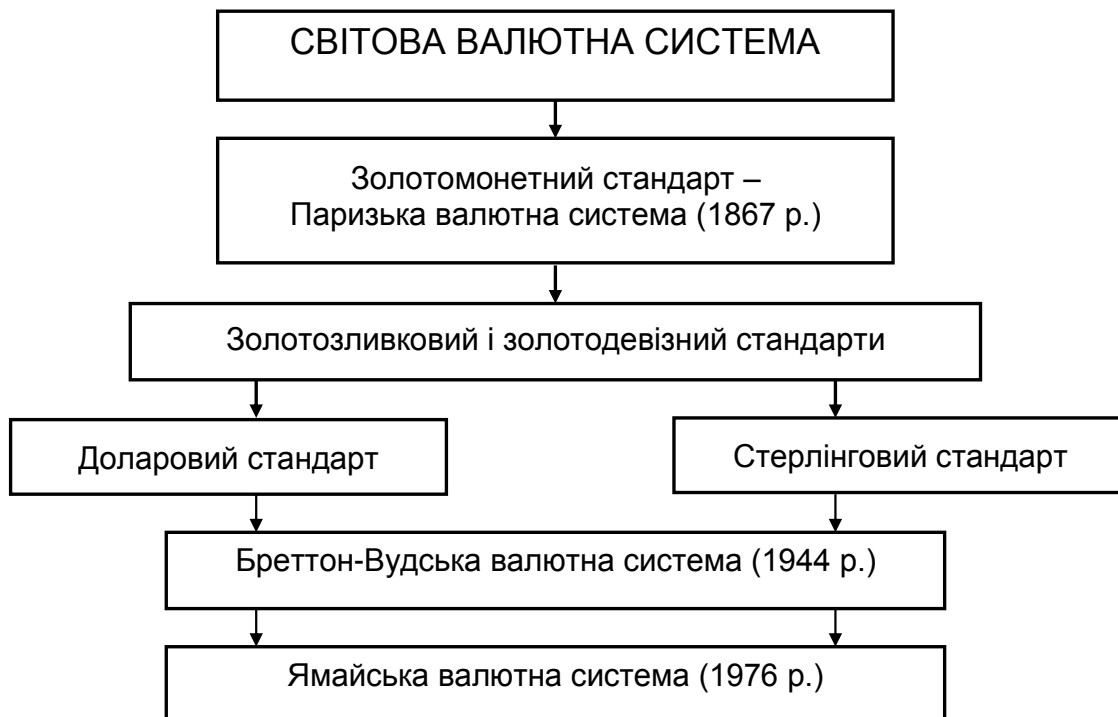 СВІТОВА ВАЛЮТНА СИСТЕМА
Золотомонетний стандарт –
Паризька валютна система (1867 р.)
Золотозливковий і золотодевізний стандарти
Доларовий стандарт
Стерлінговий стандарт
Бреттон-Вудська валютна система (1944 р.)
Ямайська валютна система (1976 р.)